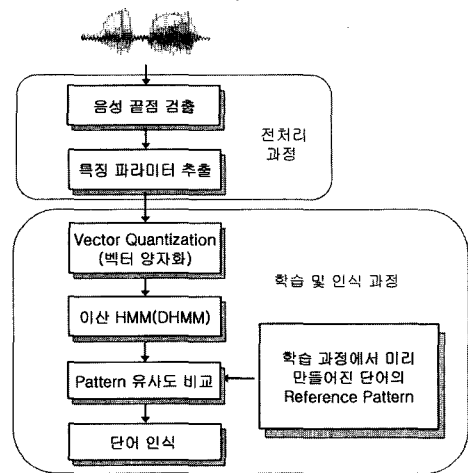 음성 끝점 검출
전처리
과정
특징 파라미터 추출
Vector Quantization
(벡터 양자화)
학습 및 인식 과정
이산 HMM(DHMM)
Pattern 유사도 비교
학습 과정에서 미리
만들어진 단어의
Reference Pattern
단어 인식